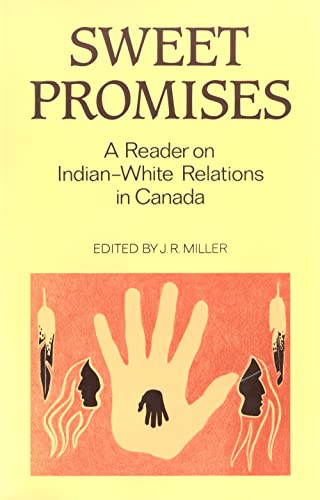 SWEET
PROMISES
A Reader on
Indian–White Relations
in Canada
EDITED BY J. R. MILLER